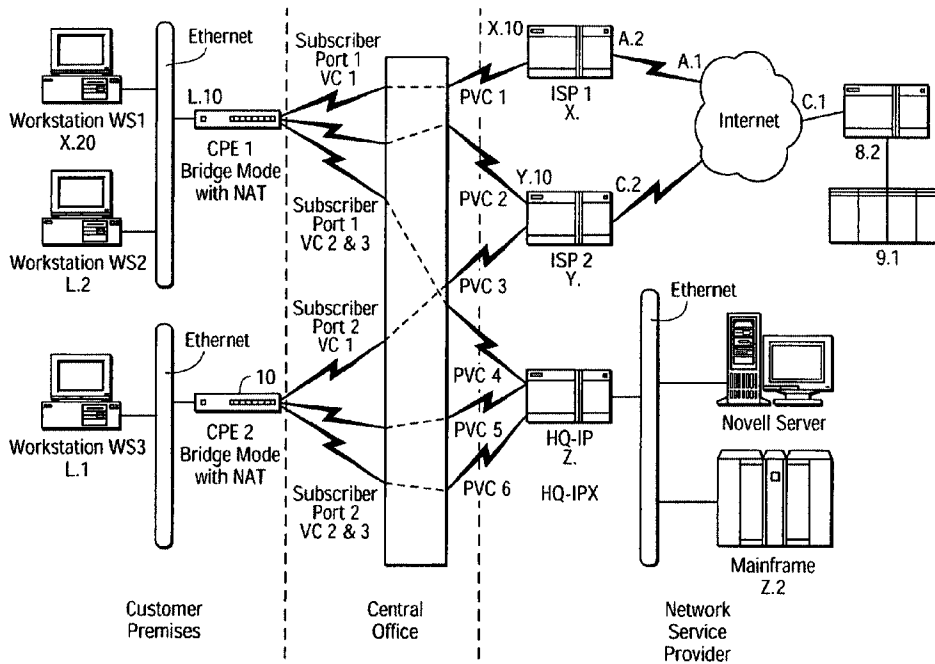 Ethernet
Workstation WS1
X.20
Workstation WS2
L.2
L.10
CPE 1
Bridge Mode
with NAT
Subscriber
Port 1
VC 1
Subscriber
Port 1
VC 2 & 3
X.10
A.2
PVC 1
ISP 1
X.
A.1
Internet
C.1
8.2
9.1
Y.10
C.2
PVC 2
ISP 2
Y.
PVC 3
Ethernet
Workstation WS3
L.1
10
CPE 2
Bridge Mode
with NAT
Subscriber
Port 2
VC 1
Subscriber
Port 2
VC 2 & 3
PVC 4
PVC 5
PVC 6
HQ-IP
Z.
HQ-IPX
Ethernet
Novell Server
Mainframe
Z.2
Customer
Premises
Central
Office
Network
Service
Provider